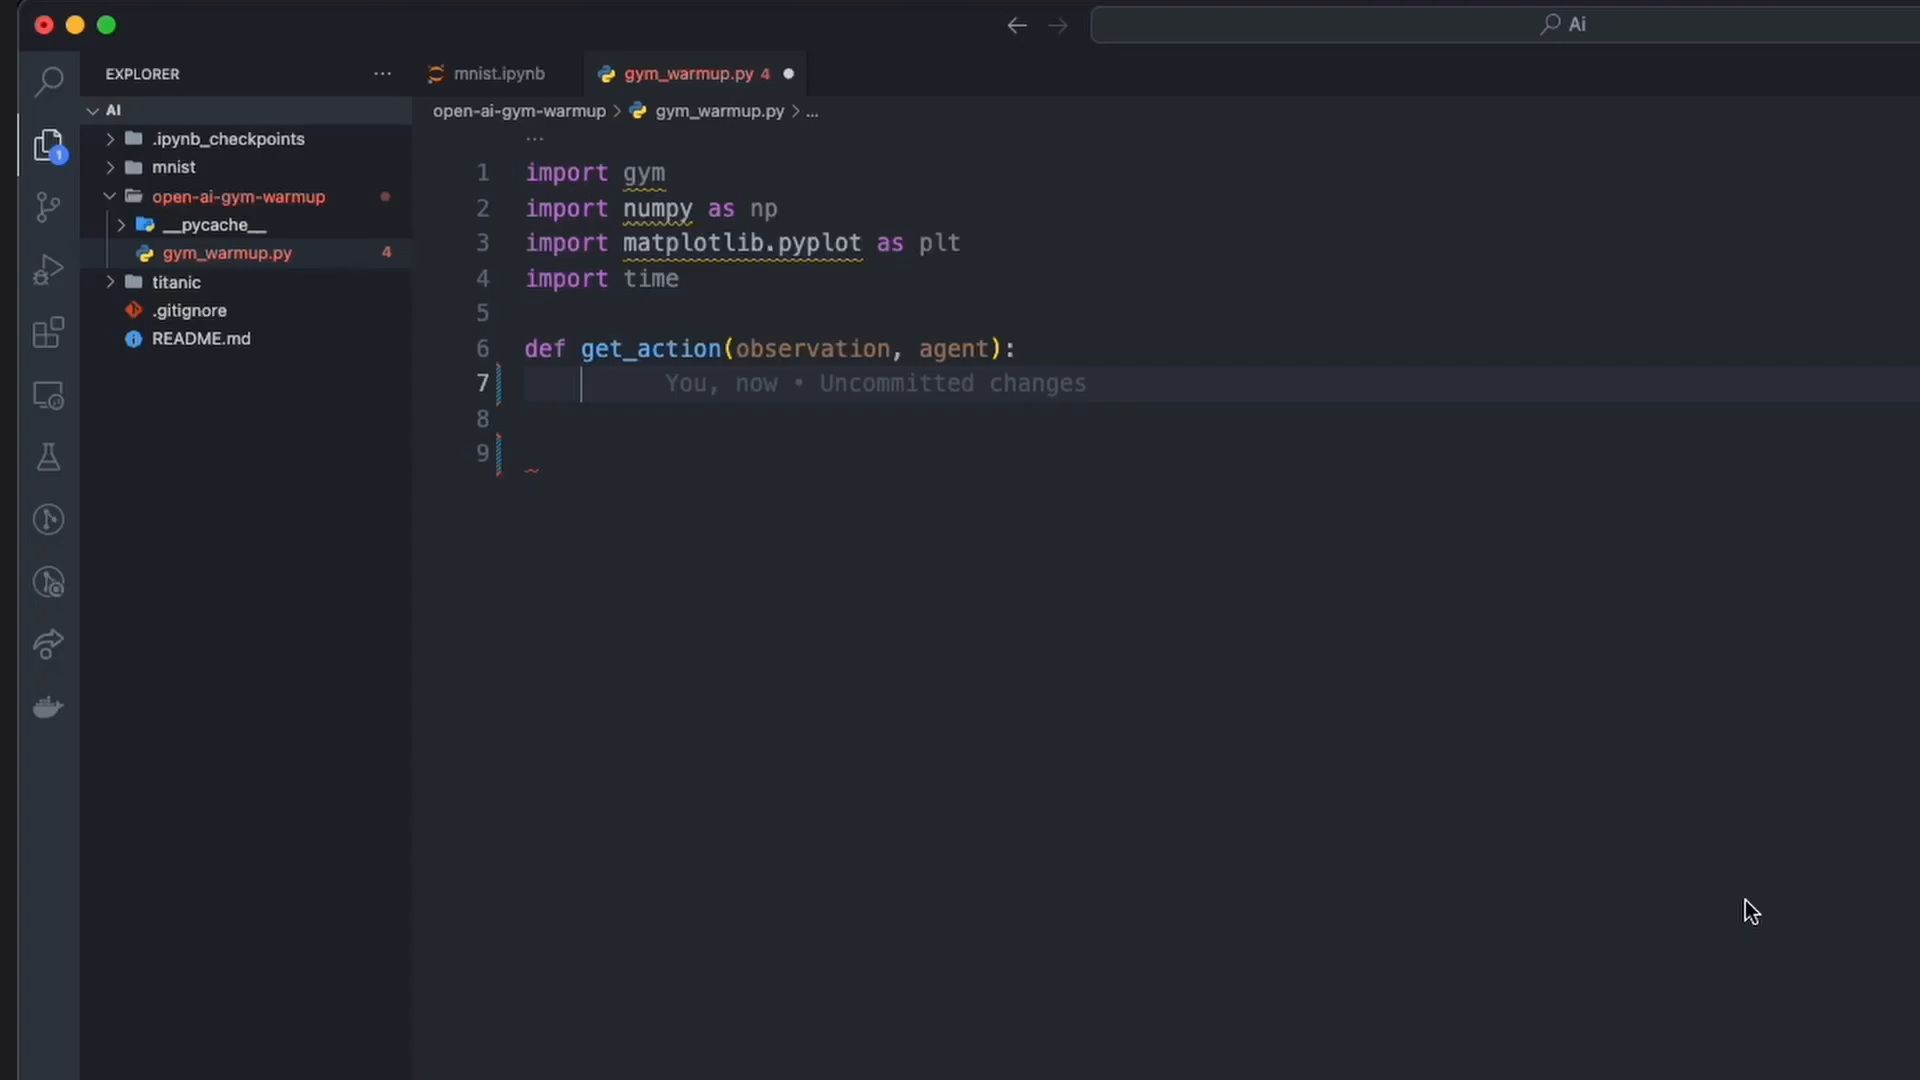 Ai
EXPLORER ...
mnist.ipynb
gym_warmup.py 4
AI
open-ai-gym-warmup > gym_warmup.py > ...
.ipynb_checkpoints
...
mnist
1 import gym
1
open-ai-gym-warmup
2 import numpy as np
__pycache__
3 import matplotlib.pyplot as plt
gym_warmup.py 4
4 import time
titanic
5
.gitignore
6 def get_action(observation, agent):
README.md
7 You, now • Uncommitted changes
8
9